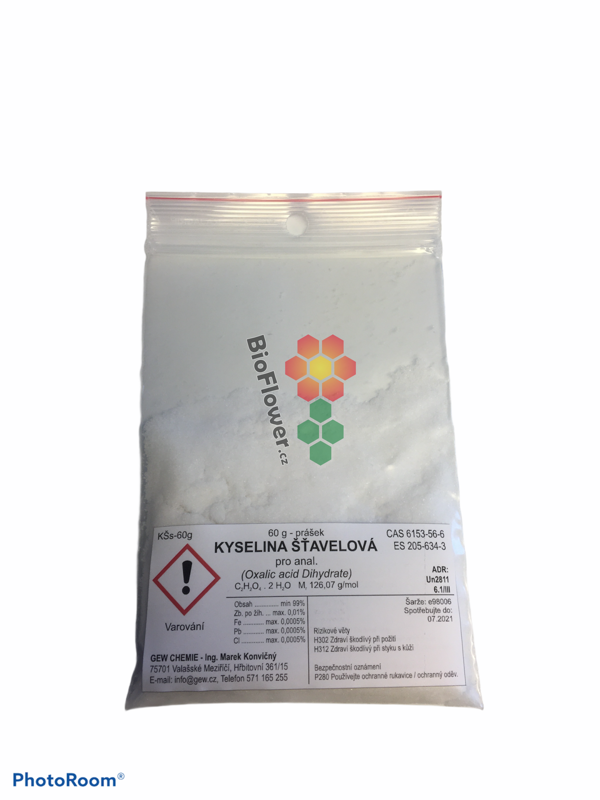 BioFlower.cz
KŠs-60g
60 g - prášek
CAS 6153-56-6
KYSELINA ŠŤAVELOVÁ
ES 205-634-3
pro anal.
(Oxalic acid Dihydrate)
C₂H₂O₄ . 2 H₂O   Mᵣ 126,07 g/mol
ADR:
Un2811
6.1/III
Varování
Obsah ............. min 99%
Zb. po žíh. ... max. 0,01%
Fe ............. max. 0,0005%
Pb ............. max. 0,0005%
Cl ............. max. 0,0005%
Šarže: e98006
Spotřebujte do:
07.2021
Rizikové věty
H302 Zdraví škodlivý při požití
H312 Zdraví škodlivý při styku s kůží
Bezpečnostní oznámení
P280 Používejte ochranné rukavice / ochranný oděv.
GEW CHEMIE - Ing. Marek Konvičný
75701 Valašské Meziříčí, Hřbitovní 361/15
E-mail: info@gew.cz, Telefon 571 165 255
PhotoRoom®